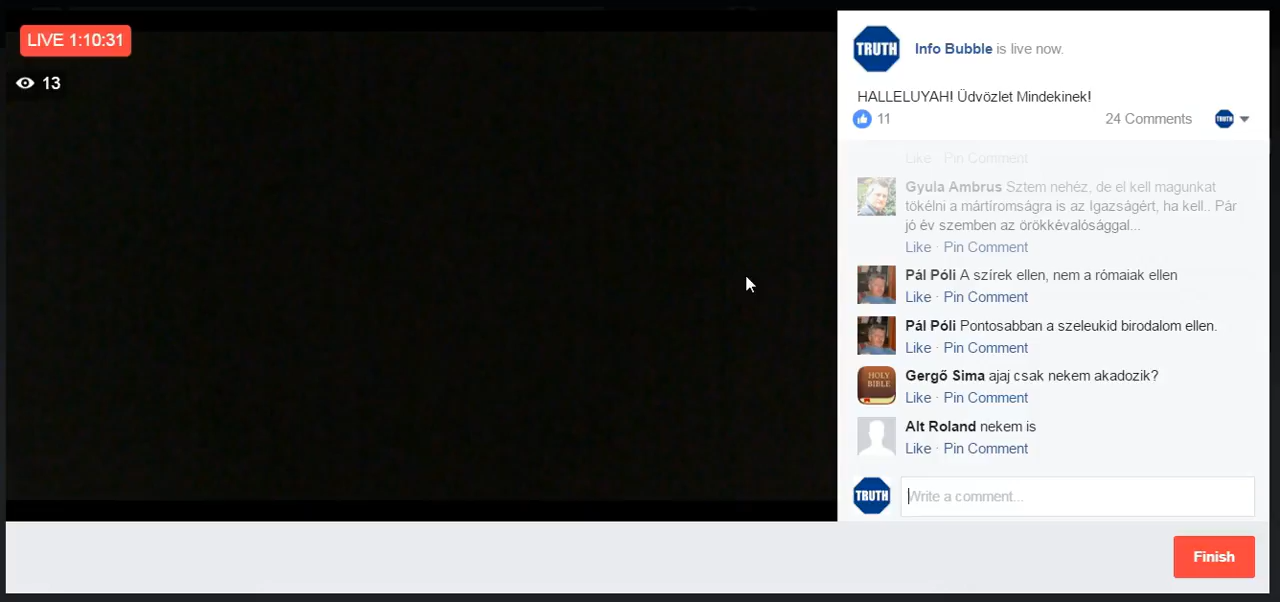 LIVE 1:10:31
13
TRUTH
Info Bubble is live now.
HALLELUYAH! Üdvözlet Mindekinek!
11
24 Comments
TRUTH
Like · Pin Comment
Gyula Ambrus Sztem nehéz, de el kell magunkat
tökélni a mártíromságra is az Igazságért, ha kell.. Pár
jó év szemben az örökkévalósággal...
Like · Pin Comment
Pál Póli A szírek ellen, nem a rómaiak ellen
Like · Pin Comment
Pál Póli Pontosabban a szeleukid birodalom ellen.
Like · Pin Comment
HOLY
BIBLE
Gergő Sima ajaj csak nekem akadozik?
Like · Pin Comment
Alt Roland nekem is
Like · Pin Comment
TRUTH
Write a comment...
Finish